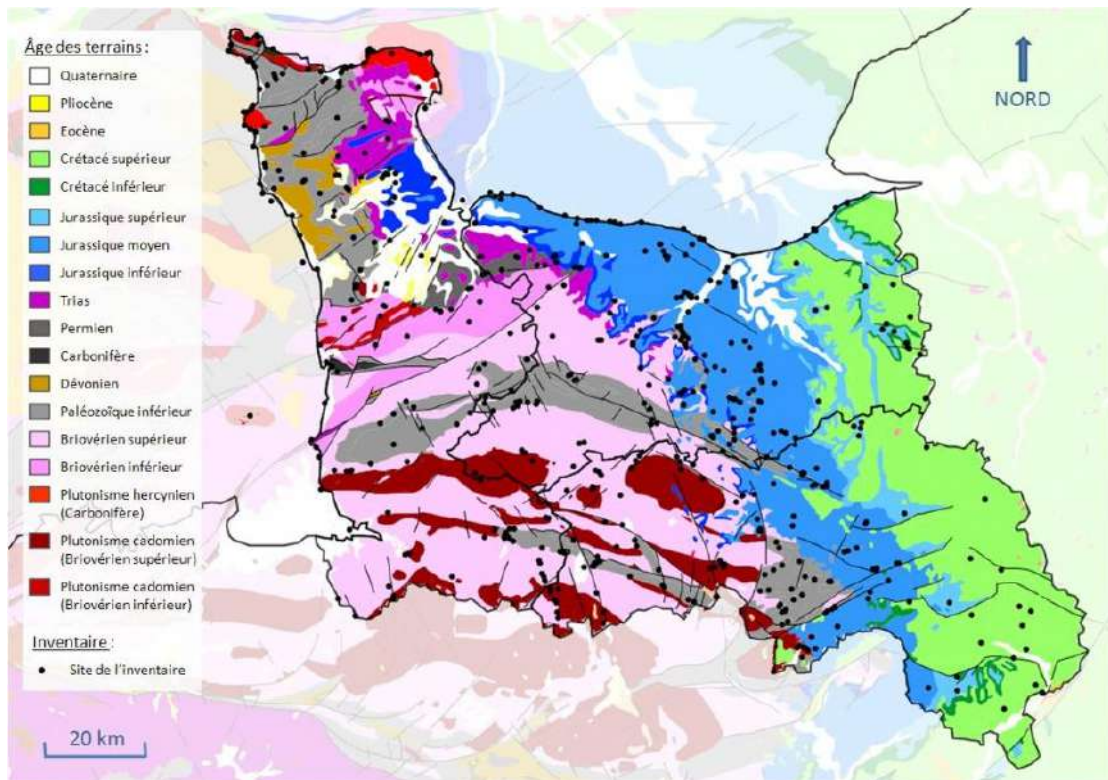 Âge des terrains :
Quaternaire
Pliocène
Eocène
Crétacé supérieur
Crétacé inférieur
Jurassique supérieur
Jurassique moyen
Jurassique inférieur
Trias
Permien
Carbonifère
Dévonien
Paléozoïque inférieur
Briovérien supérieur
Briovérien inférieur
Plutonisme hercynien
(Carbonifère)
Plutonisme cadomien
(Briovérien supérieur)
Plutonisme cadomien
(Briovérien inférieur)
Inventaire :
Site de l'inventaire
20 km
NORD